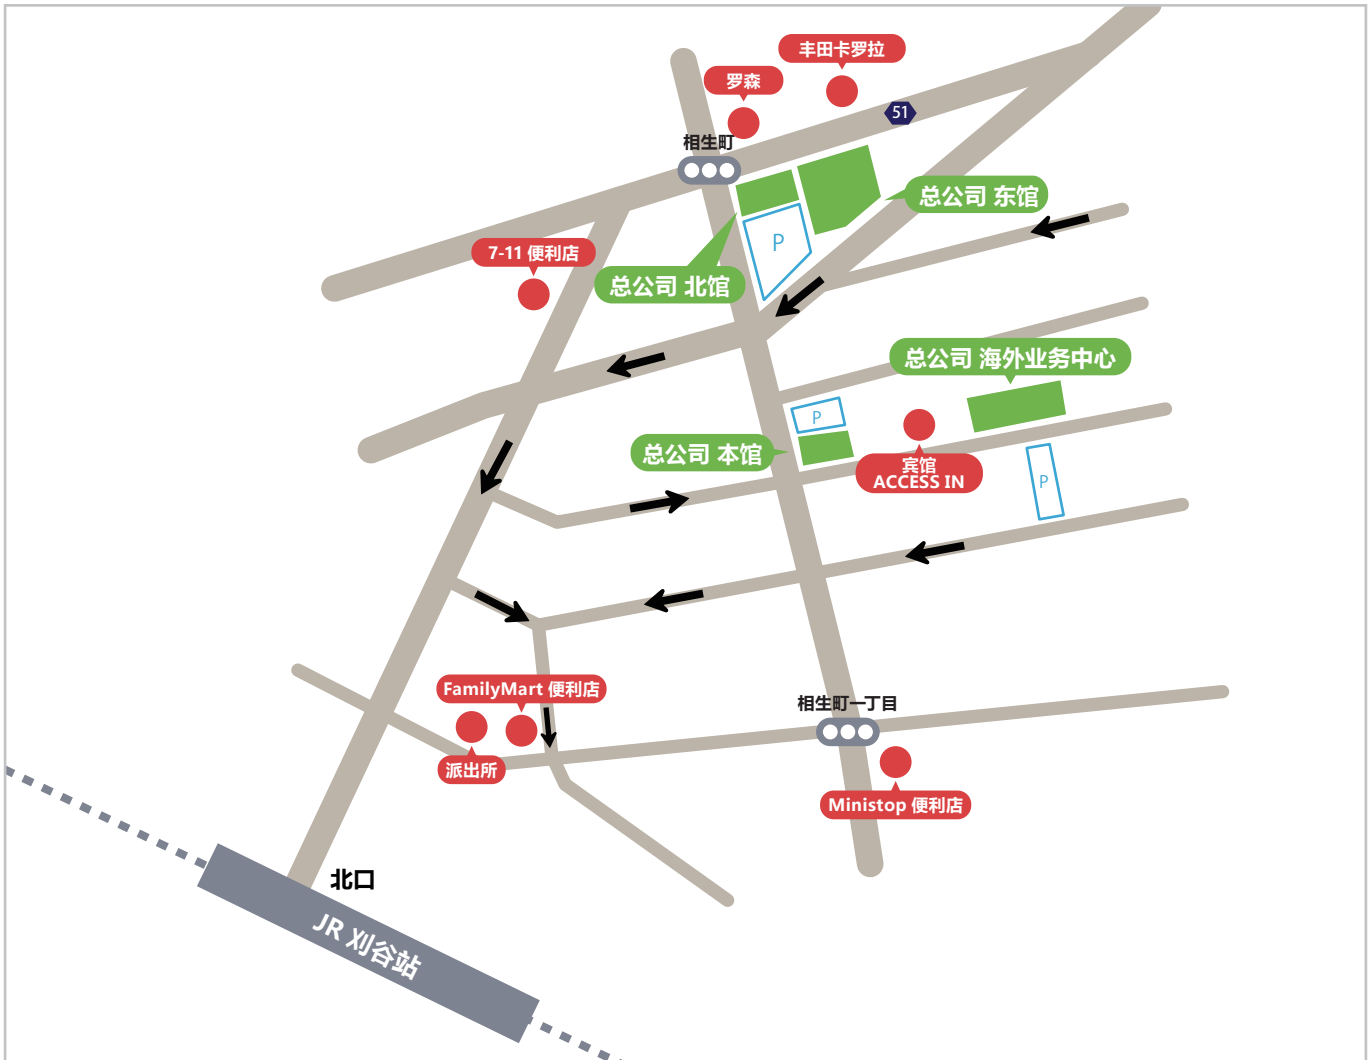 丰田卡罗拉
罗森
51
相生町
P
总公司 东馆
7-11 便利店
总公司 北馆
总公司 海外业务中心
P
总公司 本馆
宾馆
ACCESS IN
P
FamilyMart 便利店
相生町一丁目
派出所
Ministop 便利店
北口
JR 刈谷站